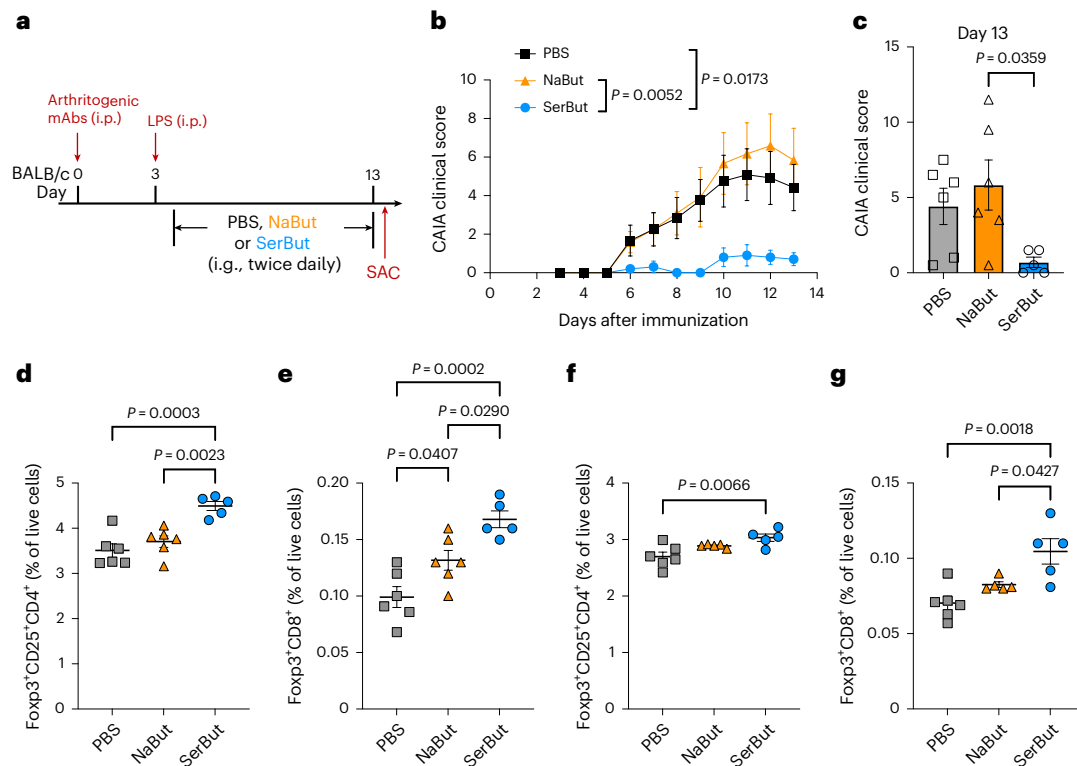 a
Arthritogenic
mAbs (i.p.)
LPS (i.p.)
BALB/c 0 3 13
Day
PBS, NaBut
or SerBut
(i.g., twice daily)
SAC
b
PBS
NaBut
SerBut
P = 0.0052
P = 0.0173
CAIA clinical score
10
8
6
4
2
0
0 2 4 6 8 10 12 14
Days after immunization
c
Day 13
P = 0.0359
CAIA clinical score
15
10
5
0
PBS
NaBut
SerBut
d
P = 0.0003
P = 0.0023
Foxp3+CD25+CD4+ (% of live cells)
5
4
3
2
1
0
PBS
NaBut
SerBut
e
P = 0.0002
P = 0.0290
P = 0.0407
Foxp3+CD8+ (% of live cells)
0.20
0.15
0.10
0.05
0
PBS
NaBut
SerBut
f
P = 0.0066
Foxp3+CD25+CD4+ (% of live cells)
4
3
2
1
0
PBS
NaBut
SerBut
g
P = 0.0018
P = 0.0427
Foxp3+CD8+ (% of live cells)
0.15
0.10
0.05
0
PBS
NaBut
SerBut